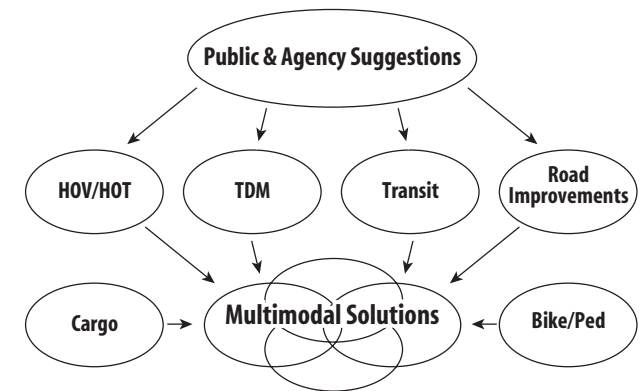 Public & Agency Suggestions
HOV/HOT
TDM
Transit
Road
Improvements
Cargo
Multimodal Solutions
Bike/Ped